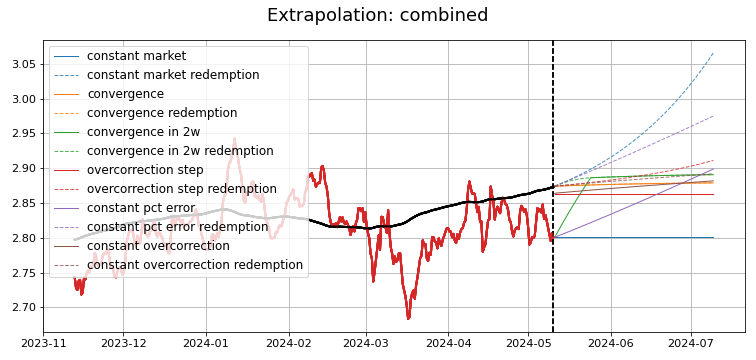 Extrapolation: combined
3.05
3.00
2.95
2.90
2.85
2.80
2.75
2.70
constant market
constant market redemption
convergence
convergence redemption
convergence in 2w
convergence in 2w redemption
overcorrection step
overcorrection step redemption
constant pct error
constant pct error redemption
constant overcorrection
constant overcorrection redemption
2023-11 2023-12 2024-01 2024-02 2024-03 2024-04 2024-05 2024-06 2024-07